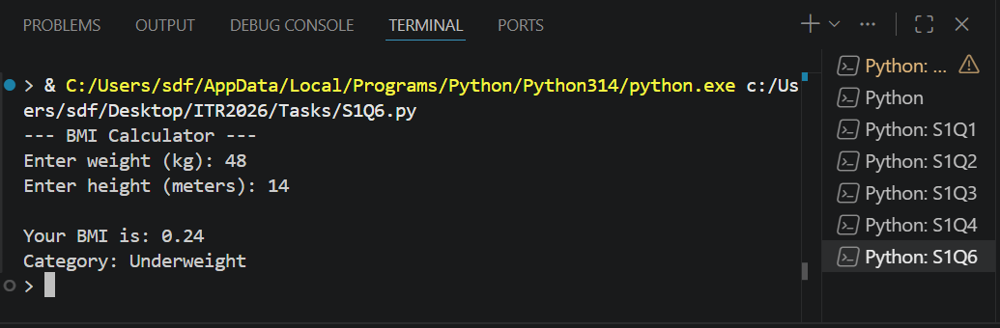 PROBLEMS OUTPUT DEBUG CONSOLE TERMINAL PORTS
> & C:/Users/sdf/AppData/Local/Programs/Python/Python314/python.exe c:/Us
ers/sdf/Desktop/ITR2026/Tasks/S1Q6.py
--- BMI Calculator ---
Enter weight (kg): 48
Enter height (meters): 14
Your BMI is: 0.24
Category: Underweight
>
Python: ...
Python
Python: S1Q1
Python: S1Q2
Python: S1Q3
Python: S1Q4
Python: S1Q6